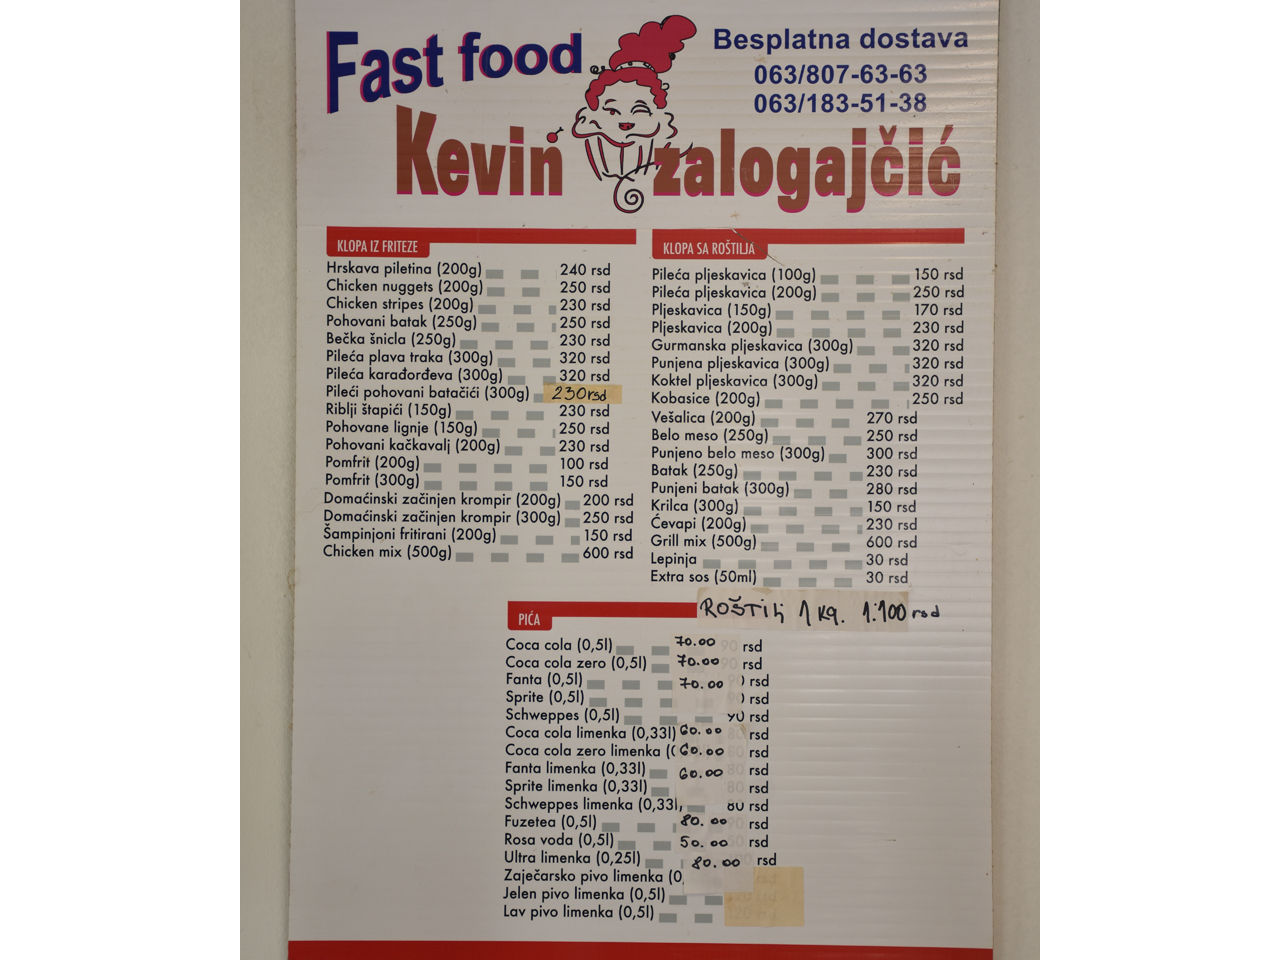 Fast food
Kevin zalogajčić
Besplatna dostava
063/807-63-63
063/183-51-38
KLOPA IZ FRITEZE
Hrskava piletina (200g) 240 rsd
Chicken nuggets (200g) 250 rsd
Chicken stripes (200g) 230 rsd
Pohovani batak (250g) 250 rsd
Bečka šnicla (250g) 230 rsd
Pileća plava traka (300g) 320 rsd
Pileća karađorđeva (300g) 320 rsd
Pileći pohovani batačići (300g) 230 rsd
Riblji štapići (150g) 230 rsd
Pohovane lignje (150g) 250 rsd
Pohovani kačkavalj (200g) 230 rsd
Pomfrit (200g) 100 rsd
Pomfrit (300g) 150 rsd
Domaćinski začinjen krompir (200g) 200 rsd
Domaćinski začinjen krompir (300g) 250 rsd
Šampinjoni fritirani (200g) 150 rsd
Chicken mix (500g) 600 rsd
KLOPA SA ROŠTILJA
Pileća pljeskavica (100g) 150 rsd
Pileća pljeskavica (200g) 250 rsd
Pljeskavica (150g) 170 rsd
Pljeskavica (200g) 230 rsd
Gurmanska pljeskavica (300g) 320 rsd
Punjena pljeskavica (300g) 320 rsd
Koktel pljeskavica (300g) 320 rsd
Kobasice (200g) 250 rsd
Vešalica (200g) 270 rsd
Belo meso (250g) 250 rsd
Punjeno belo meso (300g) 300 rsd
Batak (250g) 230 rsd
Punjeni batak (300g) 280 rsd
Krilca (300g) 150 rsd
Ćevapi (200g) 230 rsd
Grill mix (500g) 600 rsd
Lepinja 30 rsd
Extra sos (50ml) 30 rsd
ROŠTILJ 1 kg. 1.100 rsd
PIĆA
Coca cola (0,5l) 70.00 rsd
Coca cola zero (0,5l) 70.00 rsd
Fanta (0,5l) 70.00 rsd
Sprite (0,5l) rsd
Schweppes (0,5l) 90 rsd
Coca cola limenka (0,33l) 60.00 rsd
Coca cola zero limenka ( 60.00 rsd
Fanta limenka (0,33l) 60.00 rsd
Sprite limenka (0,33l) 80 rsd
Schweppes limenka (0,33l) 80 rsd
Fuzetea (0,5l) 80.00 rsd
Rosa voda (0,5l) 50.00 rsd
Ultra limenka (0,25l) 80.00 rsd
Zaječarsko pivo limenka (0,
Jelen pivo limenka (0,5l)
Lav pivo limenka (0,5l)